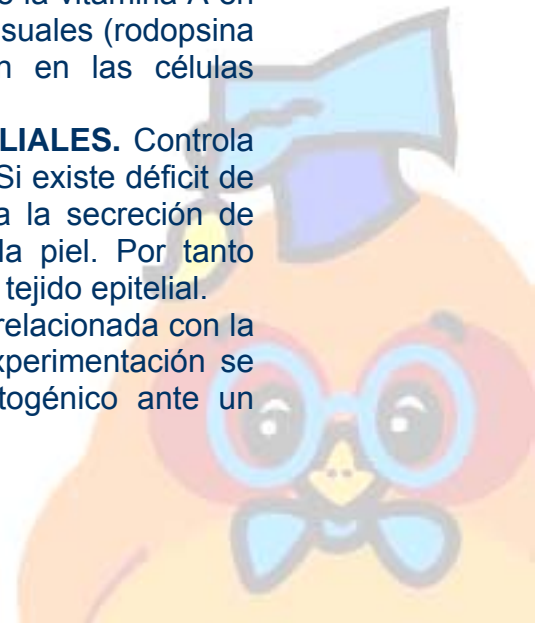 la vitamina A en
suales (rodopsina
n en las células
LIALES. Controla
Si existe déficit de
a la secreción de
la piel. Por tanto
tejido epitelial.
relacionada con la
xperimentación se
togénico ante un